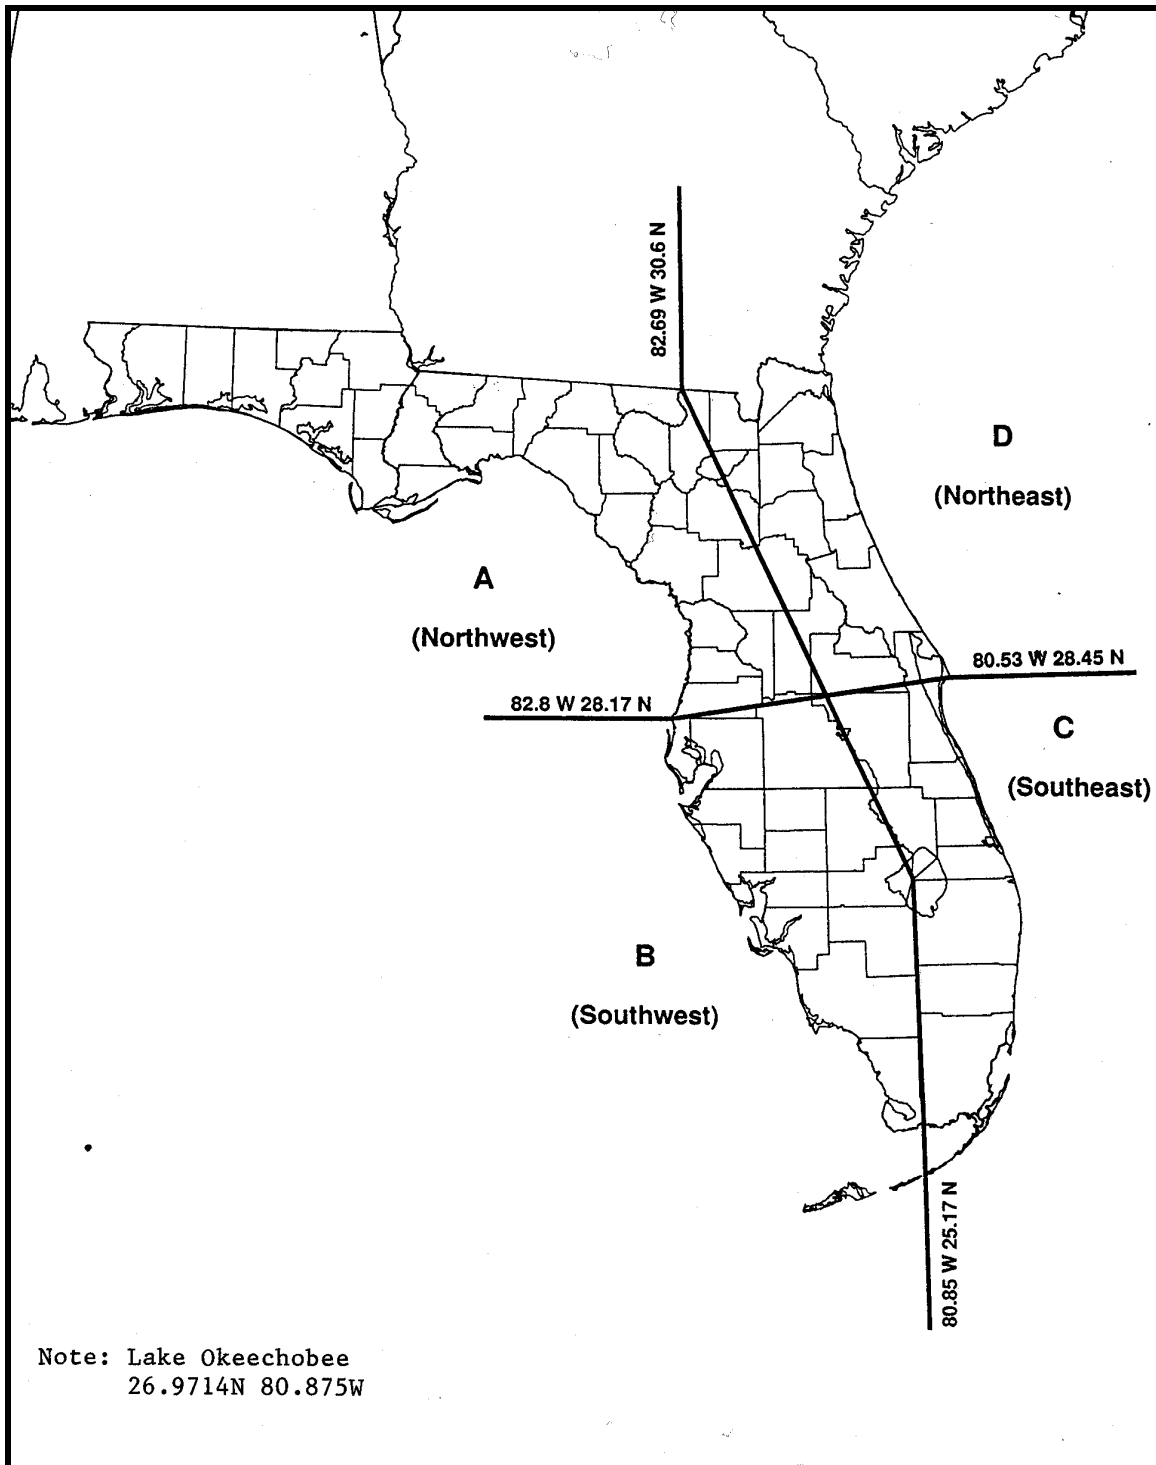 82.69 W 30.6 N
D
(Northeast)
A
(Northwest)
80.53 W 28.45 N
82.8 W 28.17 N
C
(Southeast)
B
(Southwest)
80.85 W 25.17 N
Note: Lake Okeechobee
26.9714N 80.875W